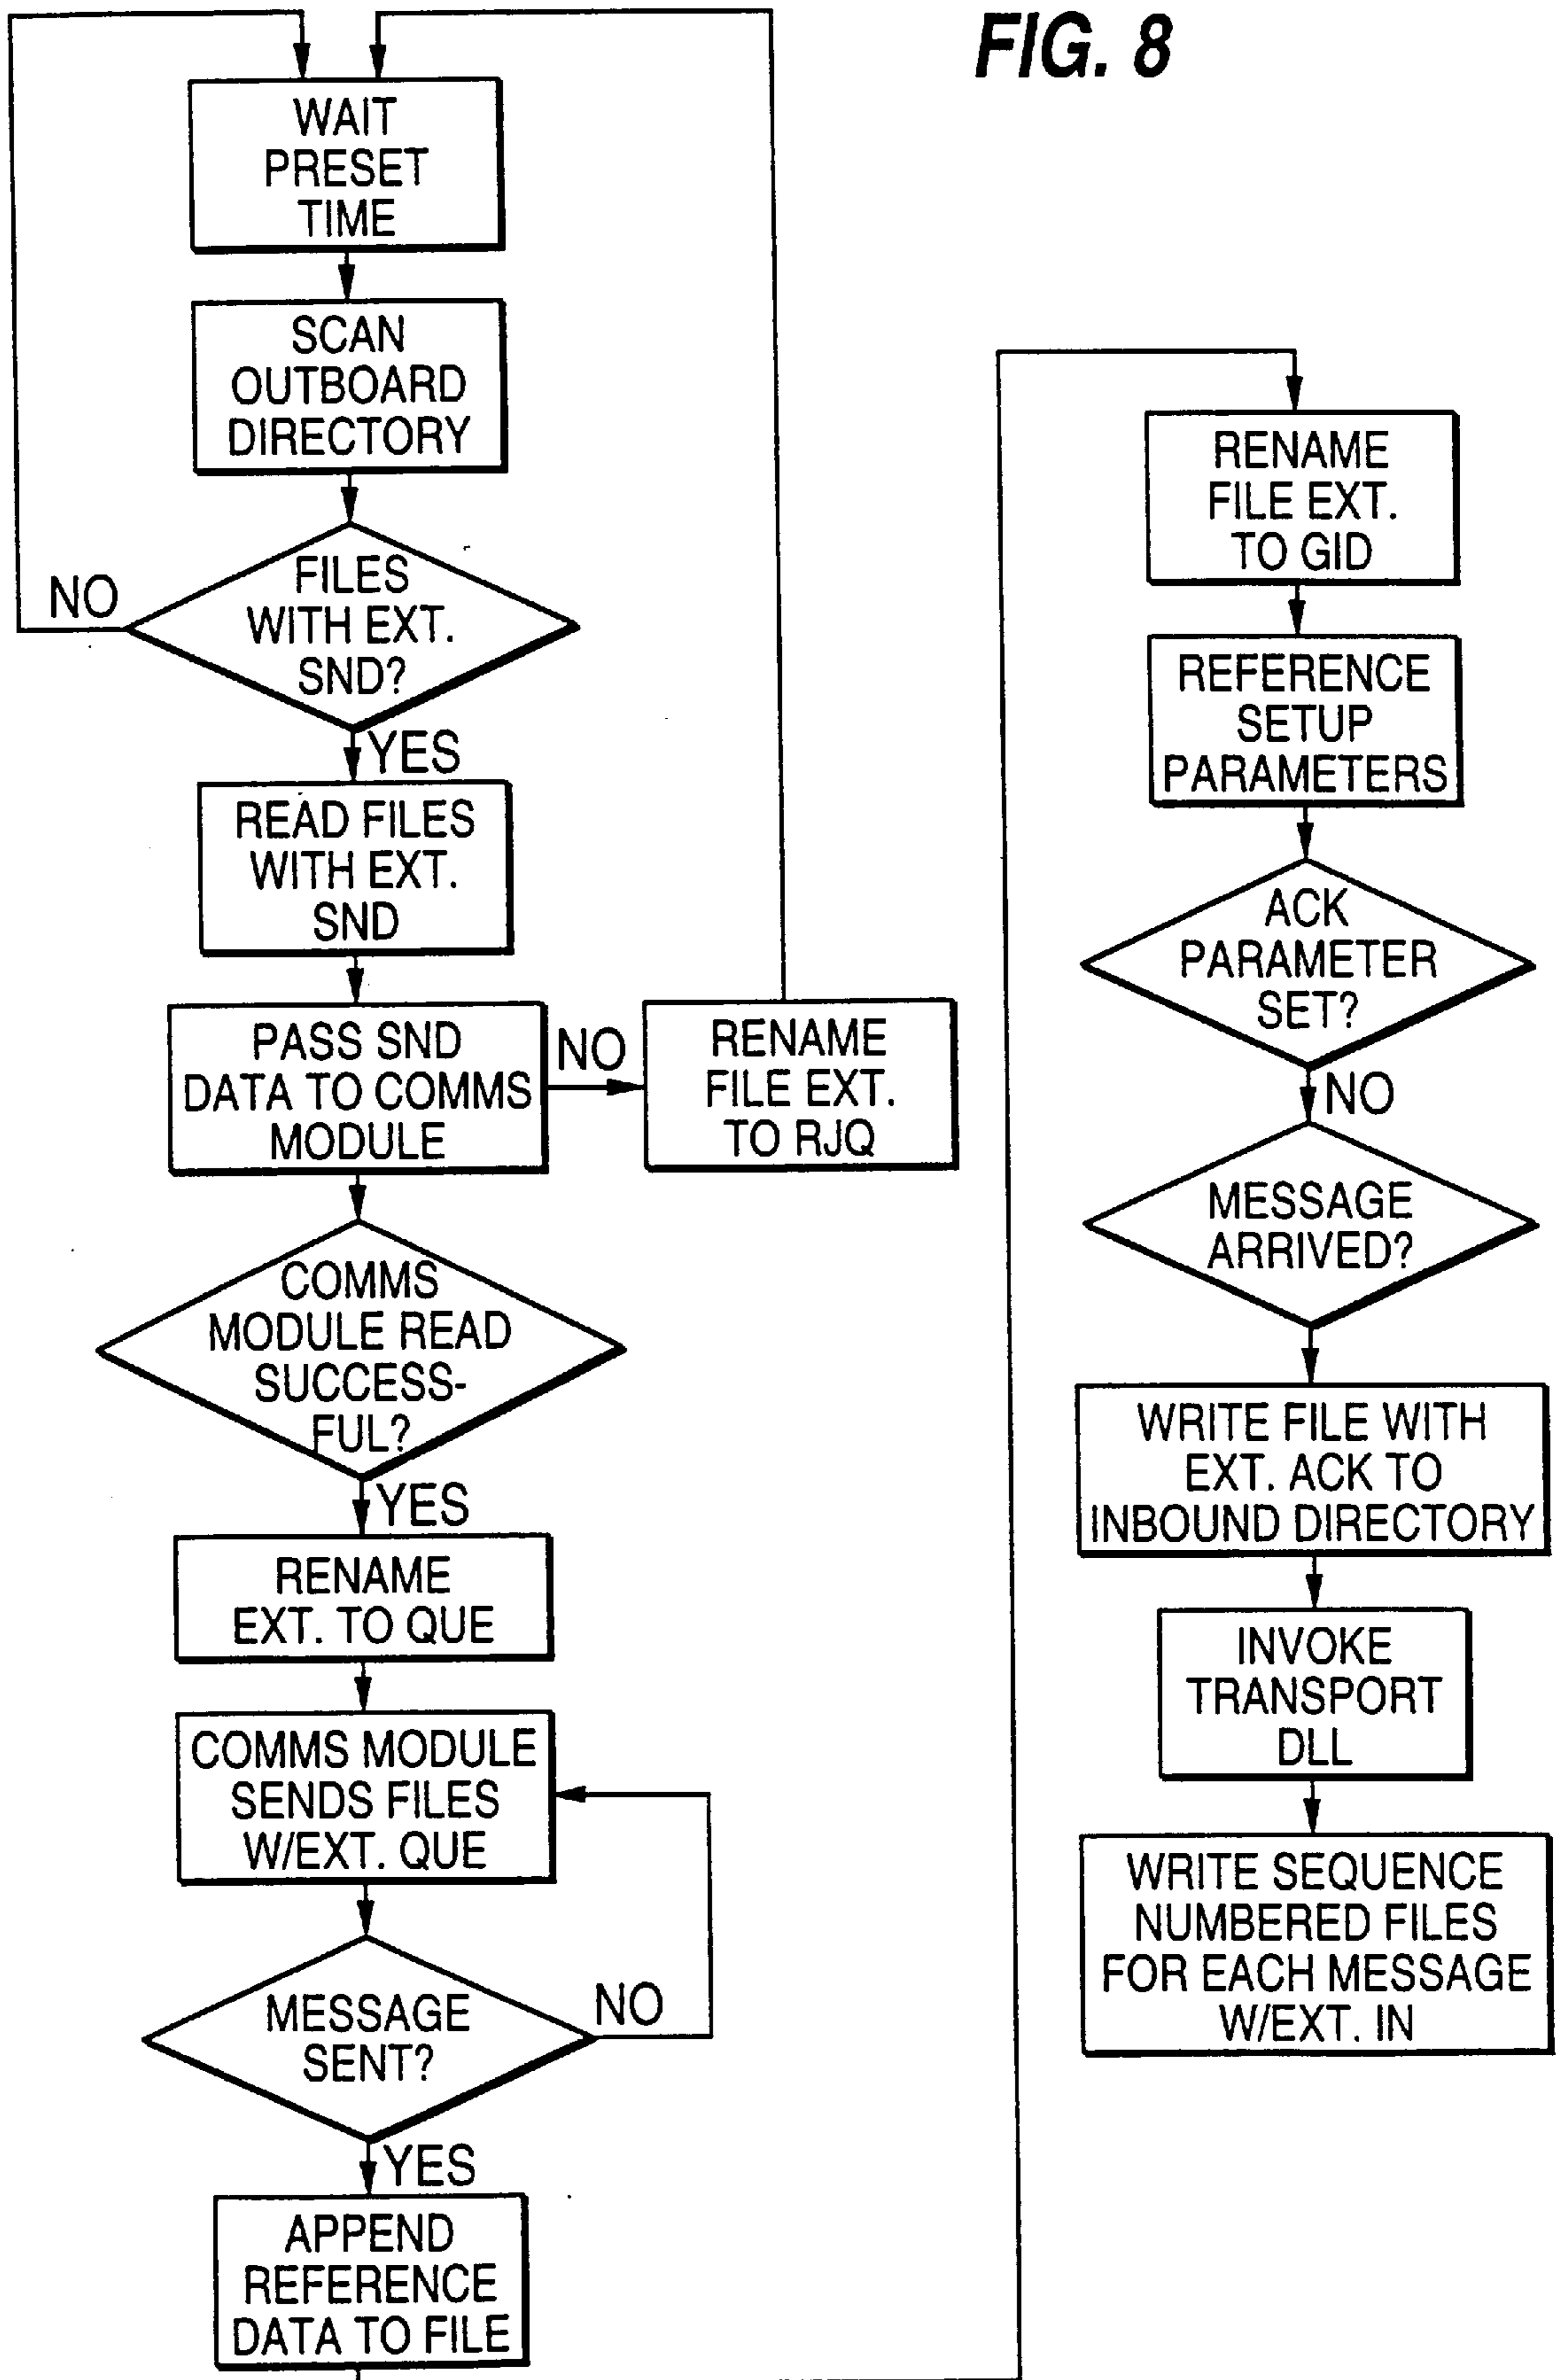 FIG. 8
WAIT
PRESET
TIME
SCAN
OUTBOARD
DIRECTORY
FILES
WITH EXT.
SND?
NO
YES
READ FILES
WITH EXT.
SND
PASS SND
DATA TO COMMS
MODULE
NO
RENAME
FILE EXT.
TO RJQ
COMMS
MODULE READ
SUCCESS-
FUL?
YES
RENAME
EXT. TO QUE
COMMS MODULE
SENDS FILES
W/EXT. QUE
MESSAGE
SENT?
NO
YES
APPEND
REFERENCE
DATA TO FILE
RENAME
FILE EXT.
TO GID
REFERENCE
SETUP
PARAMETERS
ACK
PARAMETER
SET?
NO
MESSAGE
ARRIVED?
WRITE FILE WITH
EXT. ACK TO
INBOUND DIRECTORY
INVOKE
TRANSPORT
DLL
WRITE SEQUENCE
NUMBERED FILES
FOR EACH MESSAGE
W/EXT. IN